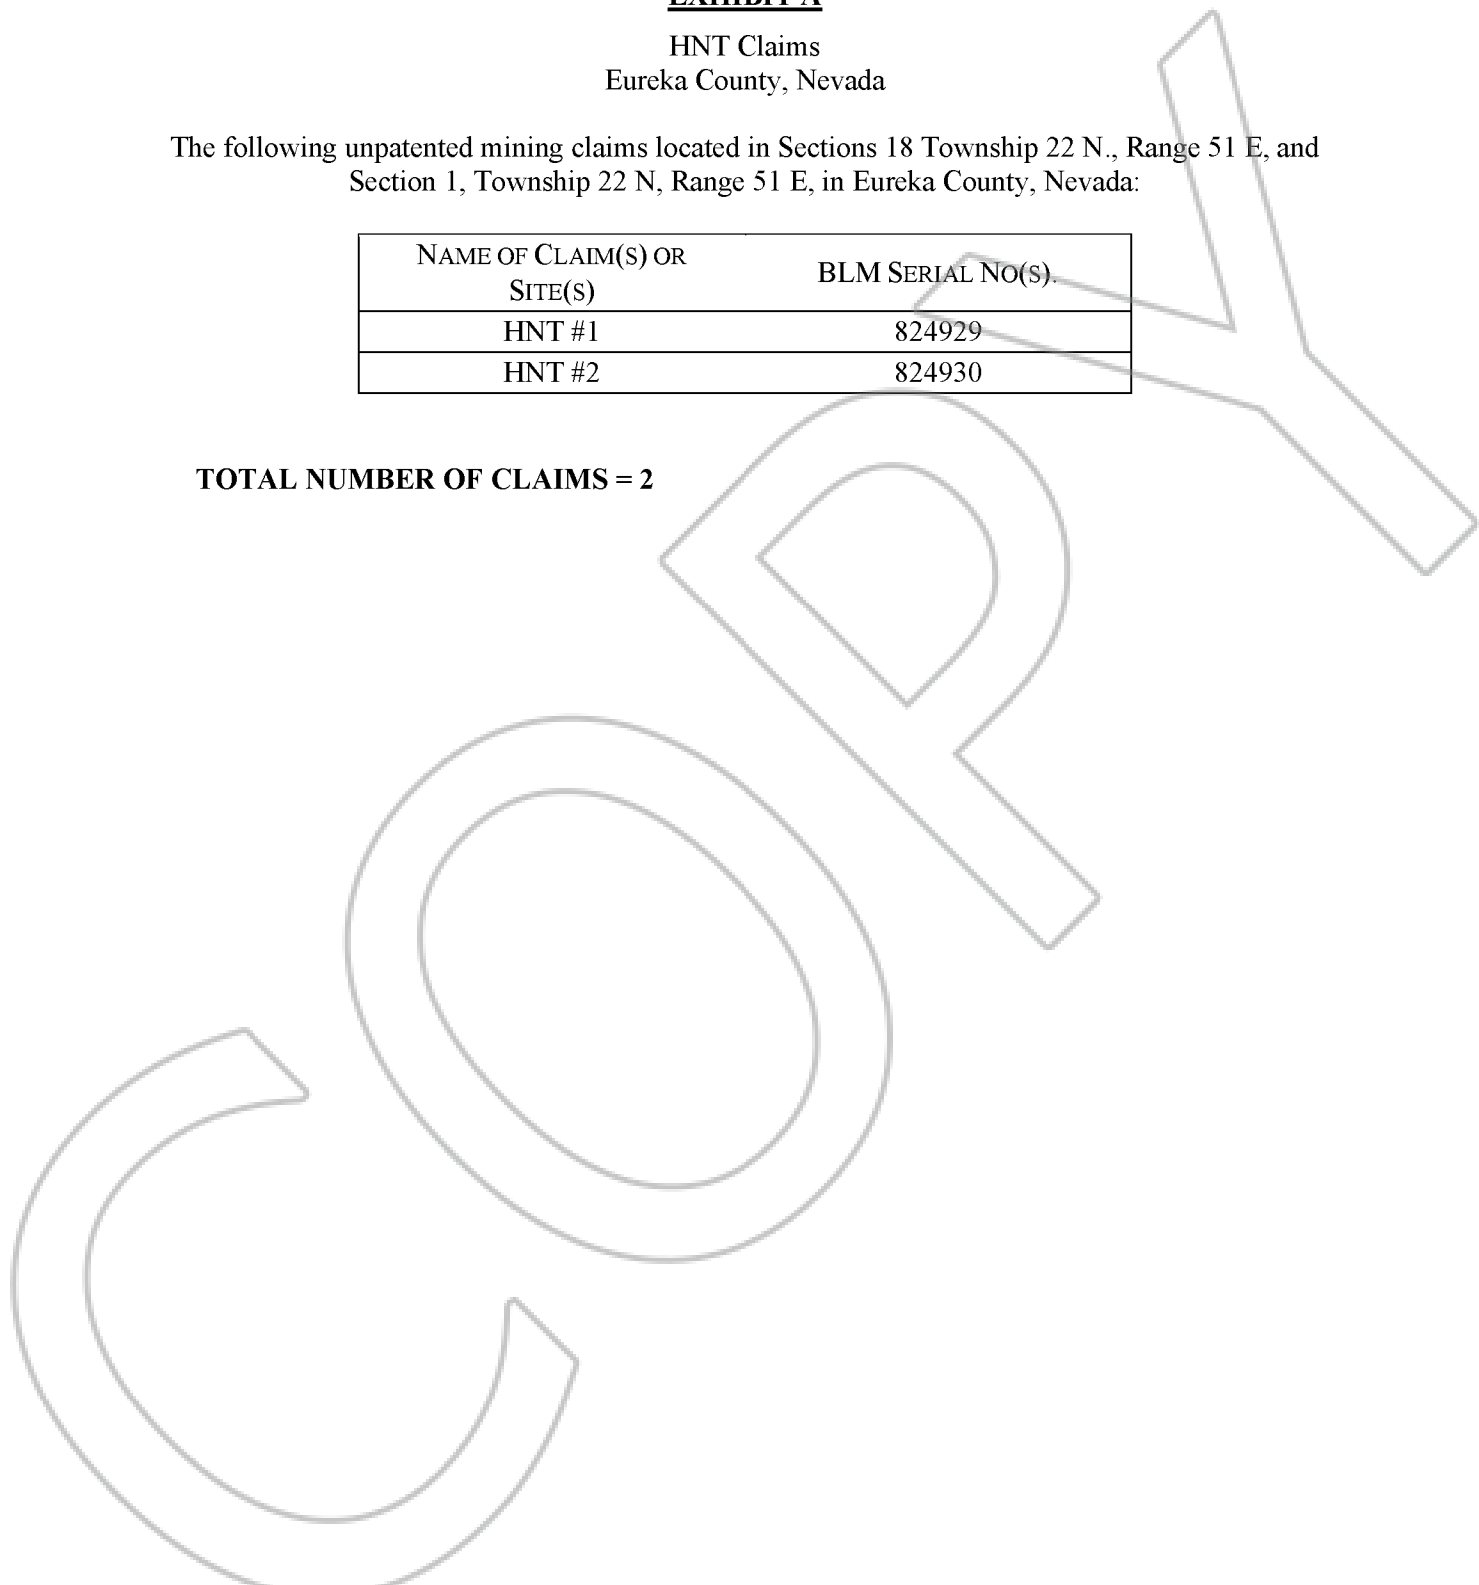 EXHIBIT A
HNT Claims
Eureka County, Nevada
The following unpatented mining claims located in Sections 18 Township 22 N., Range 51 E, and
Section 1, Township 22 N, Range 51 E, in Eureka County, Nevada:
NAME OF CLAIM(S) OR
SITE(S)
BLM SERIAL NO(S).
HNT #1 824929
HNT #2 824930
TOTAL NUMBER OF CLAIMS = 2
COPY